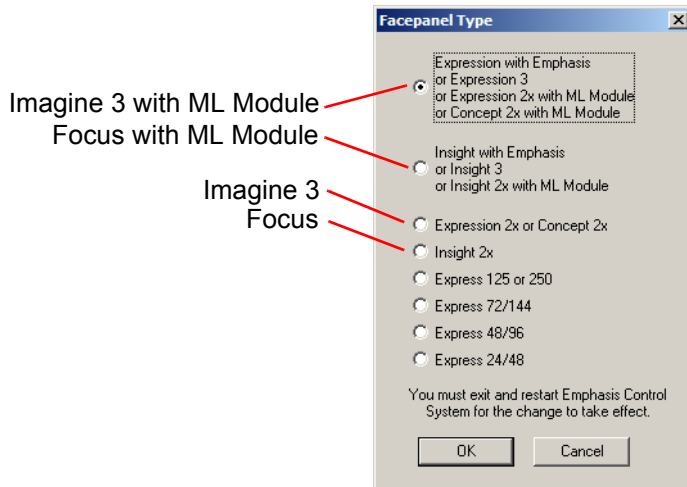 Facepanel Type
Expression with Emphasis
or Expression 3
or Expression 2x with ML Module
or Concept 2x with ML Module
Imagine 3 with ML Module
Focus with ML Module
Insight with Emphasis
or Insight 3
or Insight 2x with ML Module
Imagine 3
Focus
Expression 2x or Concept 2x
Insight 2x
Express 125 or 250
Express 72/144
Express 48/96
Express 24/48
You must exit and restart Emphasis Control
System for the change to take effect.
OK
Cancel